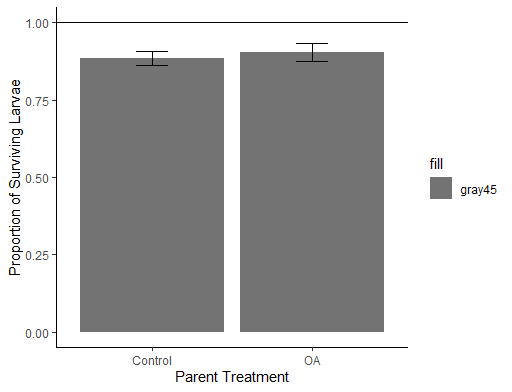 Proportion of Surviving Larvae
1.00
0.75
0.50
0.25
0.00
Control OA
Parent Treatment
fill
gray45